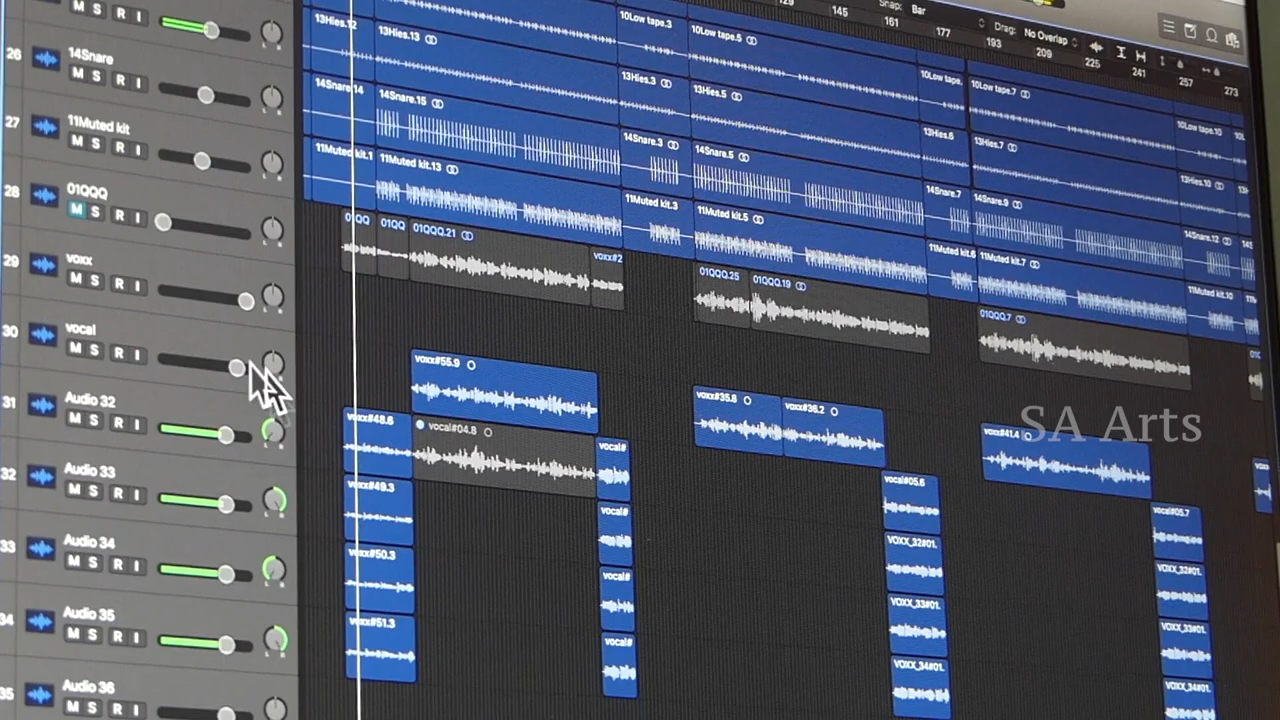 Snap: Bar
Drag: No Overlap
129 145 161 177 193 209 225 241 257 273
M S R I
13Hies.12 13Hies.13 10Low tape.3 10Low tape.5 10Low tape. 10Low tape.7 10Low tape.10
26 14Snare
M S R I
14Snare.14 14Snare.15 13Hies.3 13Hies.5 13Hies.6 13Hies.7 13Hies.10
27 11Muted kit
M S R I
11Muted kit.1 11Muted kit.13 14Snare.3 14Snare.5 14Snare.7 14Snare.9 14Snare.12
28 01QQQ
M S R I
11Muted kit.3 11Muted kit.5 11Muted kit.6 11Muted kit.7 11Muted kit.10
01QQ 01QQ 01QQQ.21 voxx#2 01QQQ.25 01QQQ.19 01QQQ.7
29 voxx
M S R I
30 vocal
M S R I
voxx#55.9 voxx#35.8 voxx#36.2 voxx#41.4 voxx
SA Arts
31 Audio 32
M S R I
voxx#48.6 vocal#04.8 vocal# vocal#05.6 vocal#05.7
32 Audio 33
M S R I
voxx#49.3 vocal# VOXX_32#01. VOXX_32#01.
33 Audio 34
M S R I
voxx#50.3 vocal# VOXX_33#01. VOXX_33#01.
34 Audio 35
M S R I
voxx#51.3 vocal# VOXX_34#01. VOXX_34#01.
35 Audio 36
M S R I